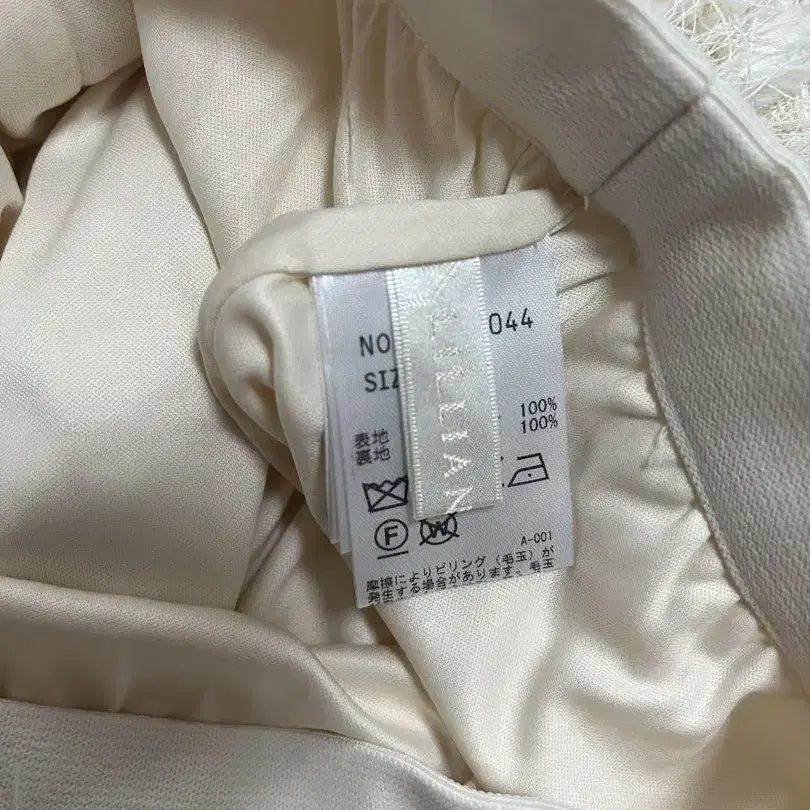 NO 044
SIZ
表地 100%
裏地 100%
LILLIAN
F W
A-001
摩擦によりピリング(毛玉)が
発生する場合があります。毛玉